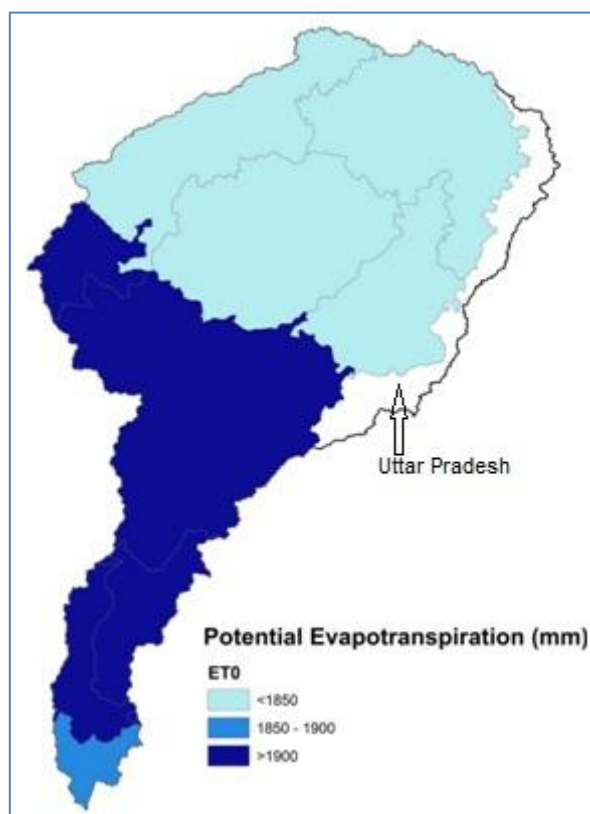 Uttar Pradesh
Potential Evapotranspiration (mm)
ET0
<1850
1850 - 1900
>1900